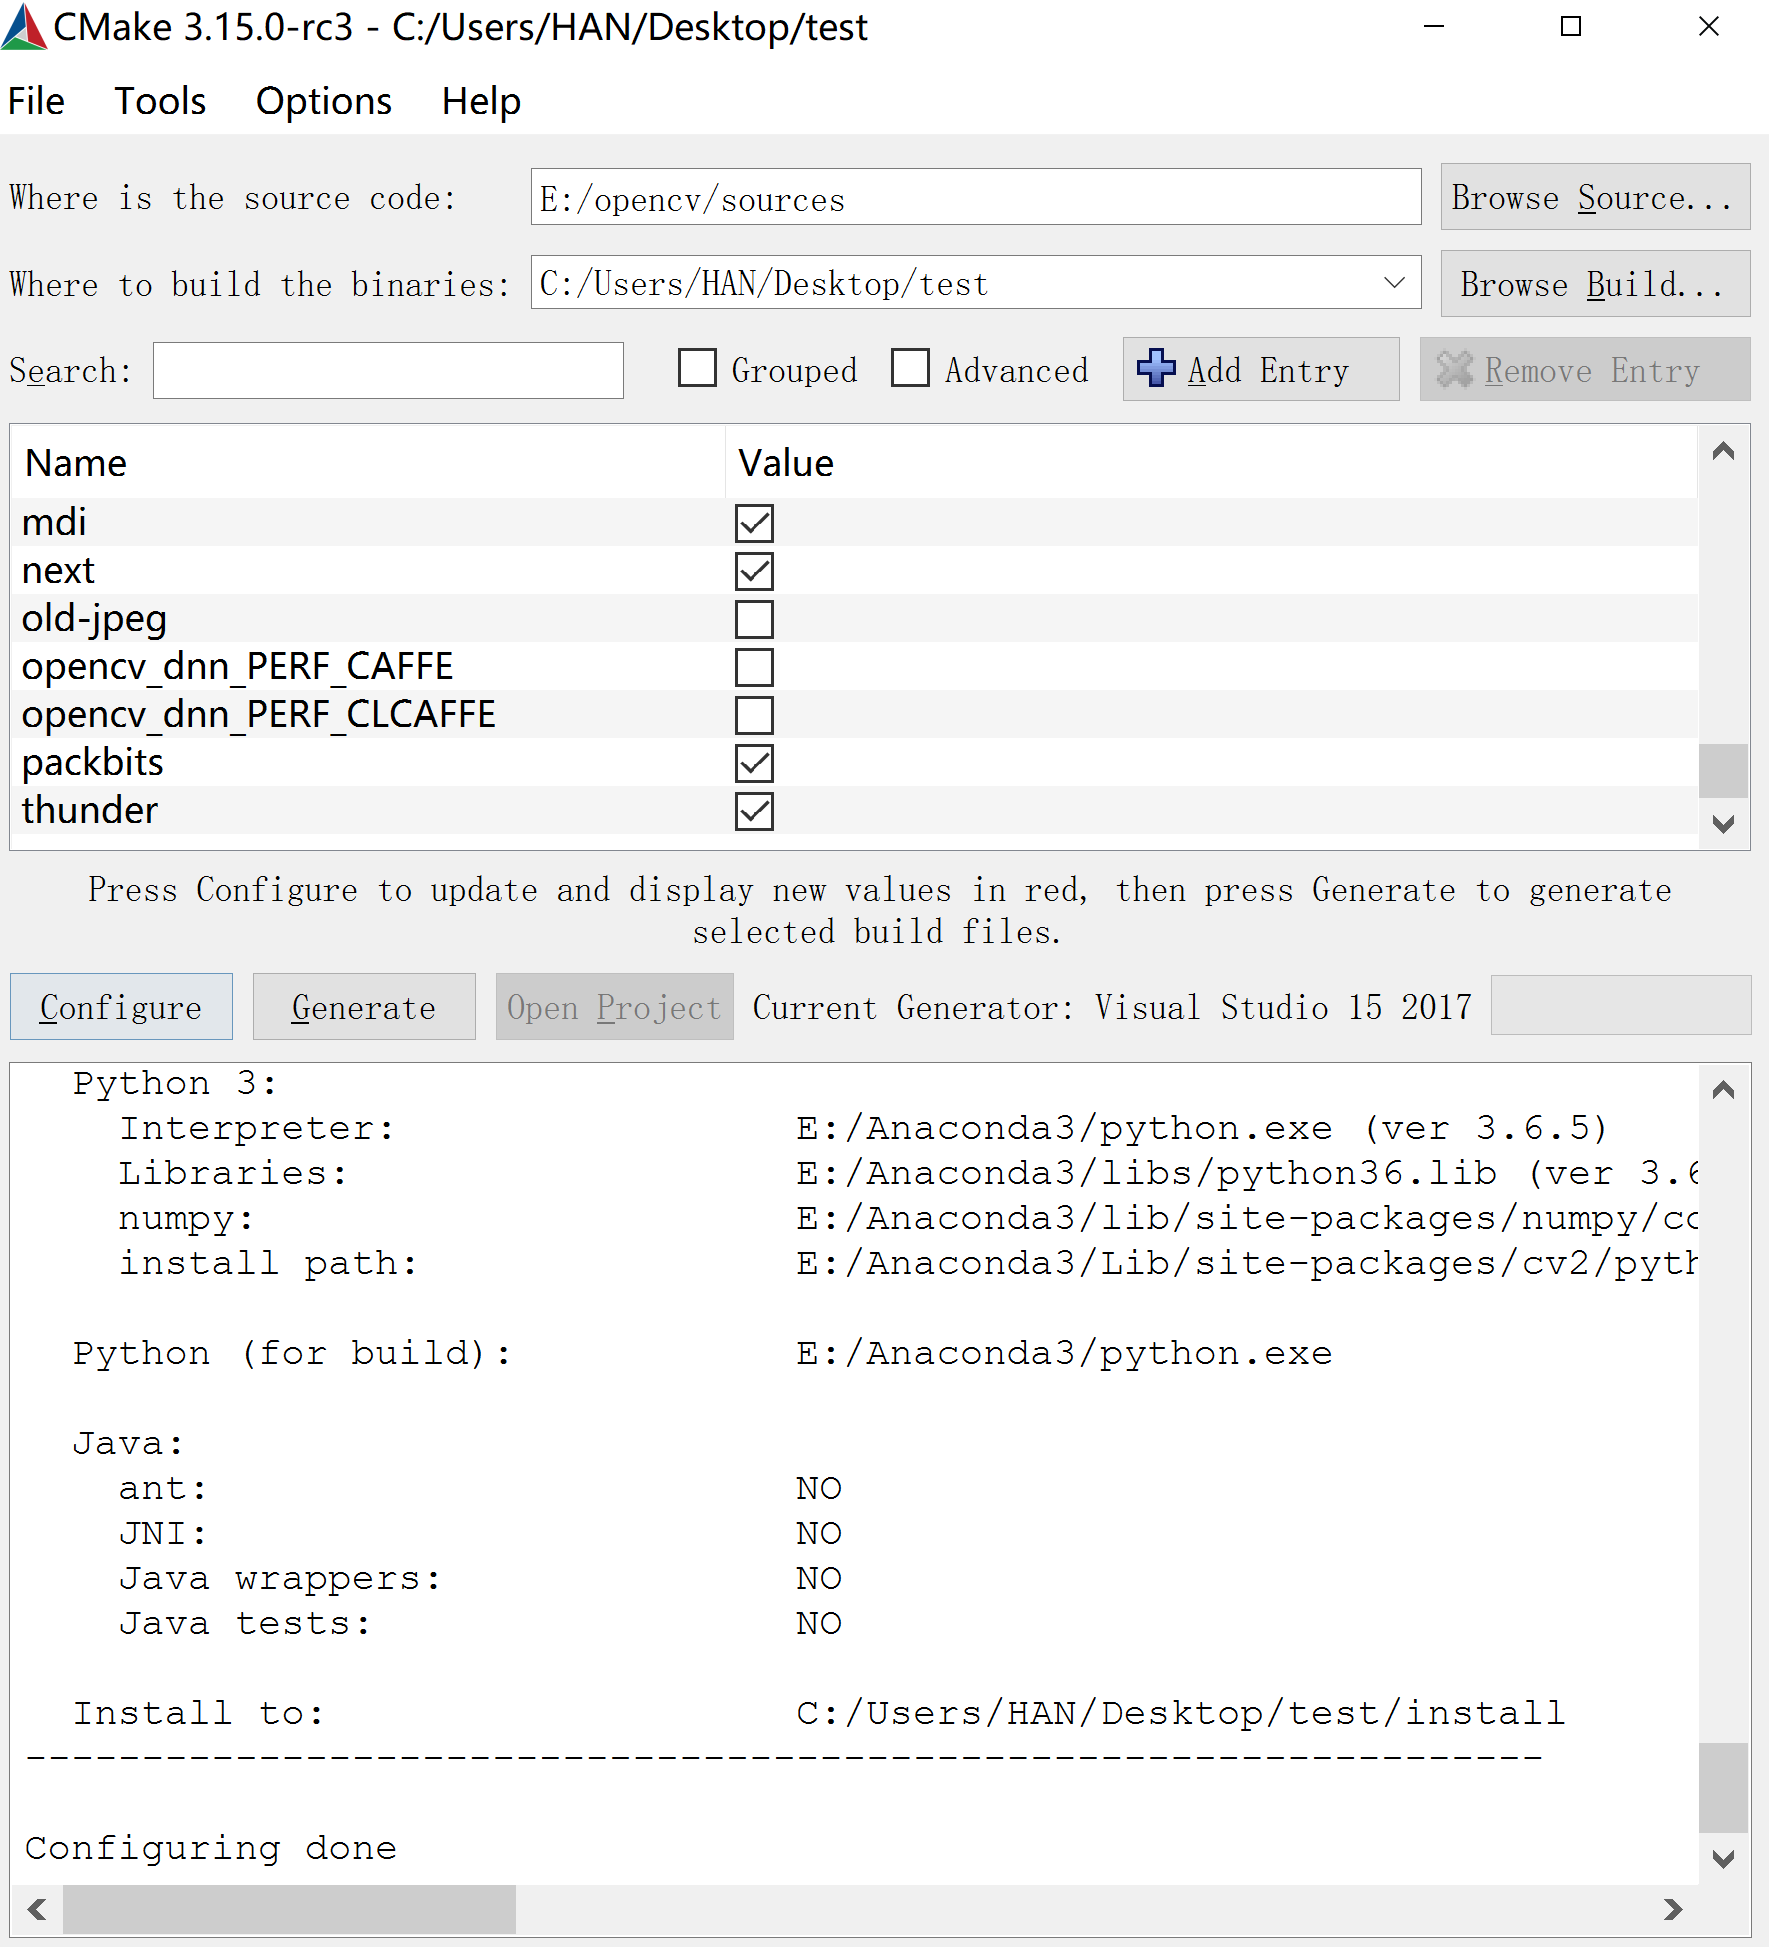 CMake 3.15.0-rc3 - C:/Users/HAN/Desktop/test
File Tools Options Help
Where is the source code: E:/opencv/sources Browse Source...
Where to build the binaries: C:/Users/HAN/Desktop/test Browse Build...
Search: Grouped Advanced Add Entry Remove Entry
Name Value
mdi
next
old-jpeg
opencv_dnn_PERF_CAFFE
opencv_dnn_PERF_CLCAFFE
packbits
thunder
Press Configure to update and display new values in red, then press Generate to generate
selected build files.
Configure Generate Open Project Current Generator: Visual Studio 15 2017
Python 3:
Interpreter: E:/Anaconda3/python.exe (ver 3.6.5)
Libraries: E:/Anaconda3/libs/python36.lib (ver 3.6
numpy: E:/Anaconda3/lib/site-packages/numpy/co
install path: E:/Anaconda3/Lib/site-packages/cv2/pyth
Python (for build): E:/Anaconda3/python.exe
Java:
ant: NO
JNI: NO
Java wrappers: NO
Java tests: NO
Install to: C:/Users/HAN/Desktop/test/install
-----------------------------------------------------------------
Configuring done